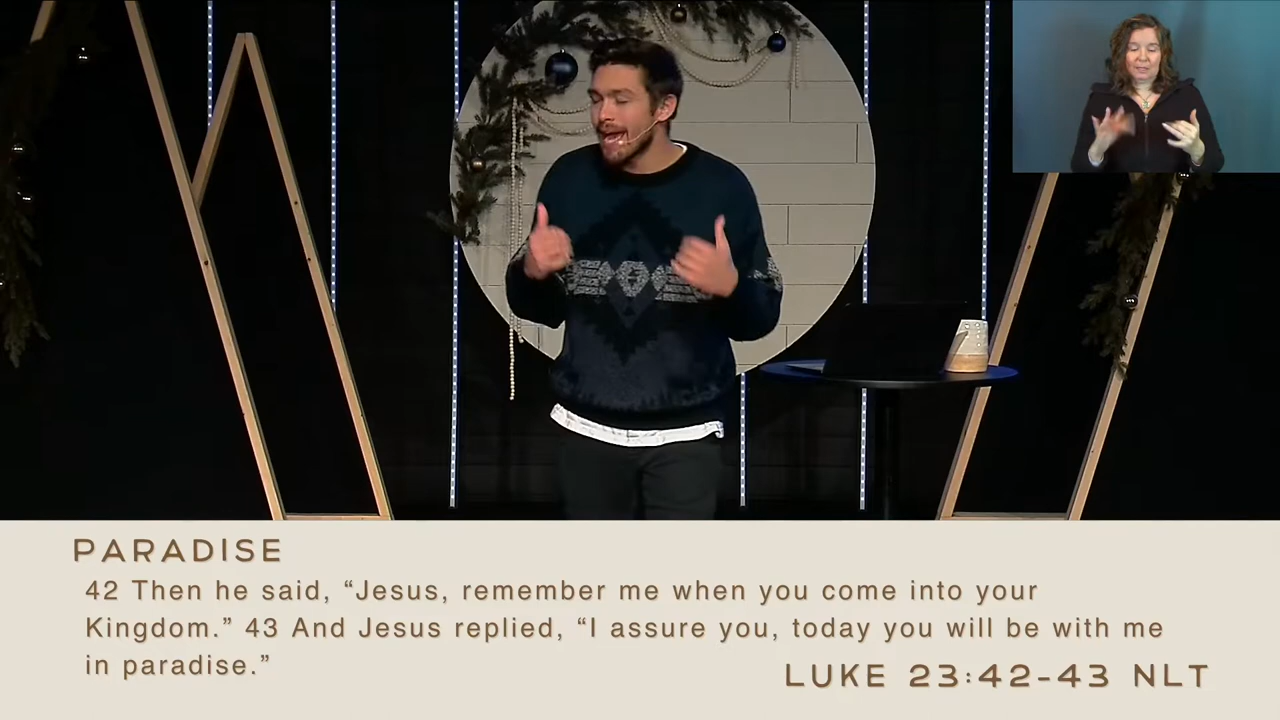 PARADISE
42 Then he said, “Jesus, remember me when you come into your
Kingdom.” 43 And Jesus replied, “I assure you, today you will be with me
in paradise.”
LUKE 23:42-43 NLT